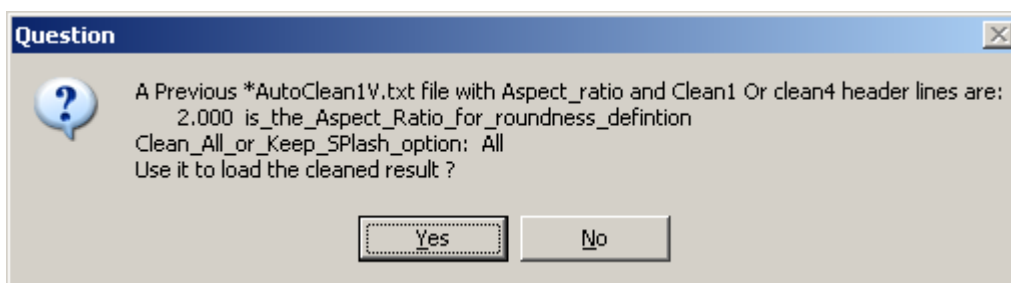 Question
A Previous *AutoClean1V.txt file with Aspect_ratio and Clean1 Or clean4 header lines are:
2.000 is_the_Aspect_Ratio_for_roundness_defintion
Clean_All_or_Keep_SPlash_option: All
Use it to load the cleaned result ?
Yes No